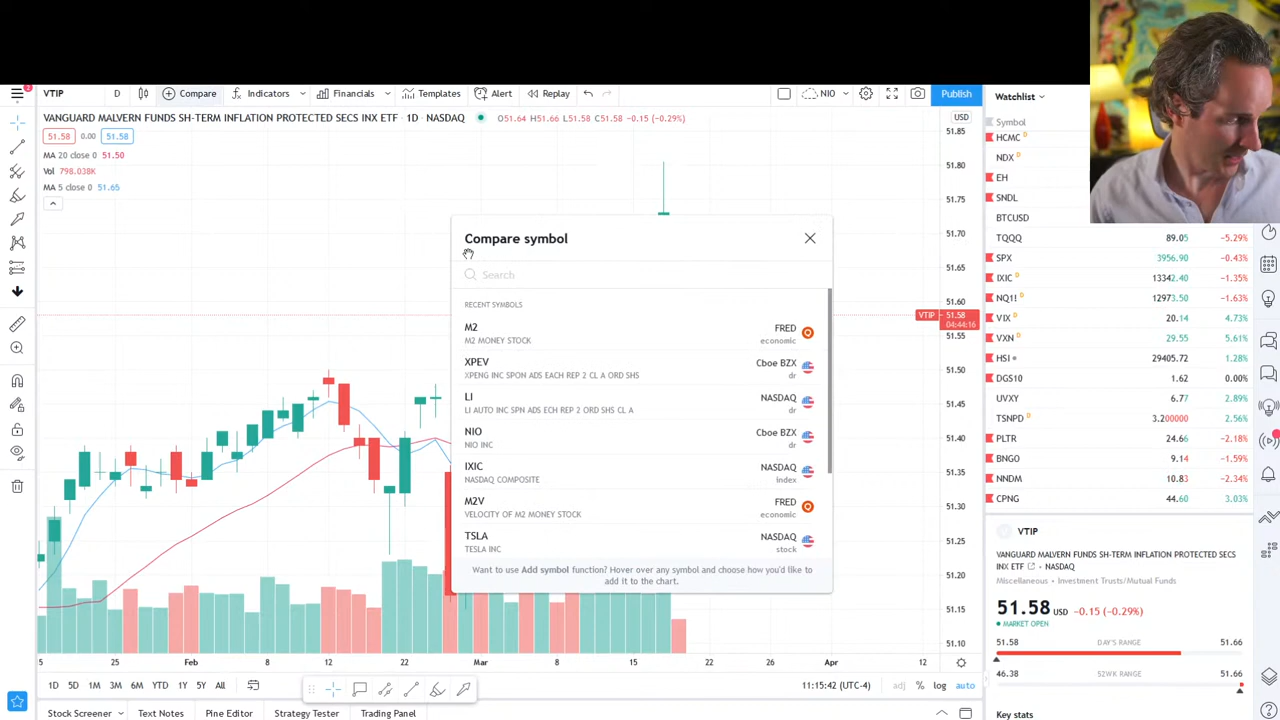 VTIP D Compare Indicators Financials Templates Alert Replay NIO Publish
VANGUARD MALVERN FUNDS SH-TERM INFLATION PROTECTED SECS INX ETF · 1D · NASDAQ O51.64 H51.66 L51.58 C51.58 -0.15 (-0.29%)
51.58 0.00 51.58
MA 20 close 0 51.50
Vol 798.038K
MA 5 close 0 51.65
Compare symbol
Search
RECENT SYMBOLS
M2 FRED
M2 MONEY STOCK economic
XPEV Cboe BZX
XPENG INC SPON ADS EACH REP 2 CL A ORD SHS dr
LI NASDAQ
LI AUTO INC SPN ADS ECH REP 2 ORD SHS CL A dr
NIO Cboe BZX
NIO INC dr
IXIC NASDAQ
NASDAQ COMPOSITE index
M2V FRED
VELOCITY OF M2 MONEY STOCK economic
TSLA NASDAQ
TESLA INC stock
Want to use Add symbol function? Hover over any symbol and choose how you'd like to
add it to the chart.
USD
51.85
51.80
51.75
51.70
51.65
51.60
VTIP 51.58
04:44:16
51.55
51.50
51.45
51.40
51.35
51.30
51.25
51.20
51.15
51.10
5 25 Feb 8 12 22 Mar 8 15 22 26 Apr 12
1D 5D 1M 3M 6M YTD 1Y 5Y All
11:15:42 (UTC-4) adj % log auto
Stock Screener Text Notes Pine Editor Strategy Tester Trading Panel
Watchlist
Symbol
HCMC D
NDX D
EH
SNDL
BTCUSD
TQQQ 89.05 -5.29%
SPX 3956.90 -0.43%
IXIC D 13342.40 -1.35%
NQ1! D 12973.50 -1.63%
VIX D 20.14 4.73%
VXN D 29.55 5.61%
HSI 29405.72 1.28%
DGS10 1.62 0.00%
UVXY 6.77 2.89%
TSNPD D 3.200000 2.56%
PLTR 24.66 -2.18%
BNGO 9.14 -1.59%
NNDM 10.83 -2.34%
CPNG 44.60 3.03%
VTIP
VANGUARD MALVERN FUNDS SH-TERM INFLATION PROTECTED SECS
INX ETF · NASDAQ
Miscellaneous · Investment Trusts/Mutual Funds
51.58 USD -0.15 (-0.29%)
MARKET OPEN
51.58 DAY'S RANGE 51.66
46.38 52WK RANGE 51.66
Key stats